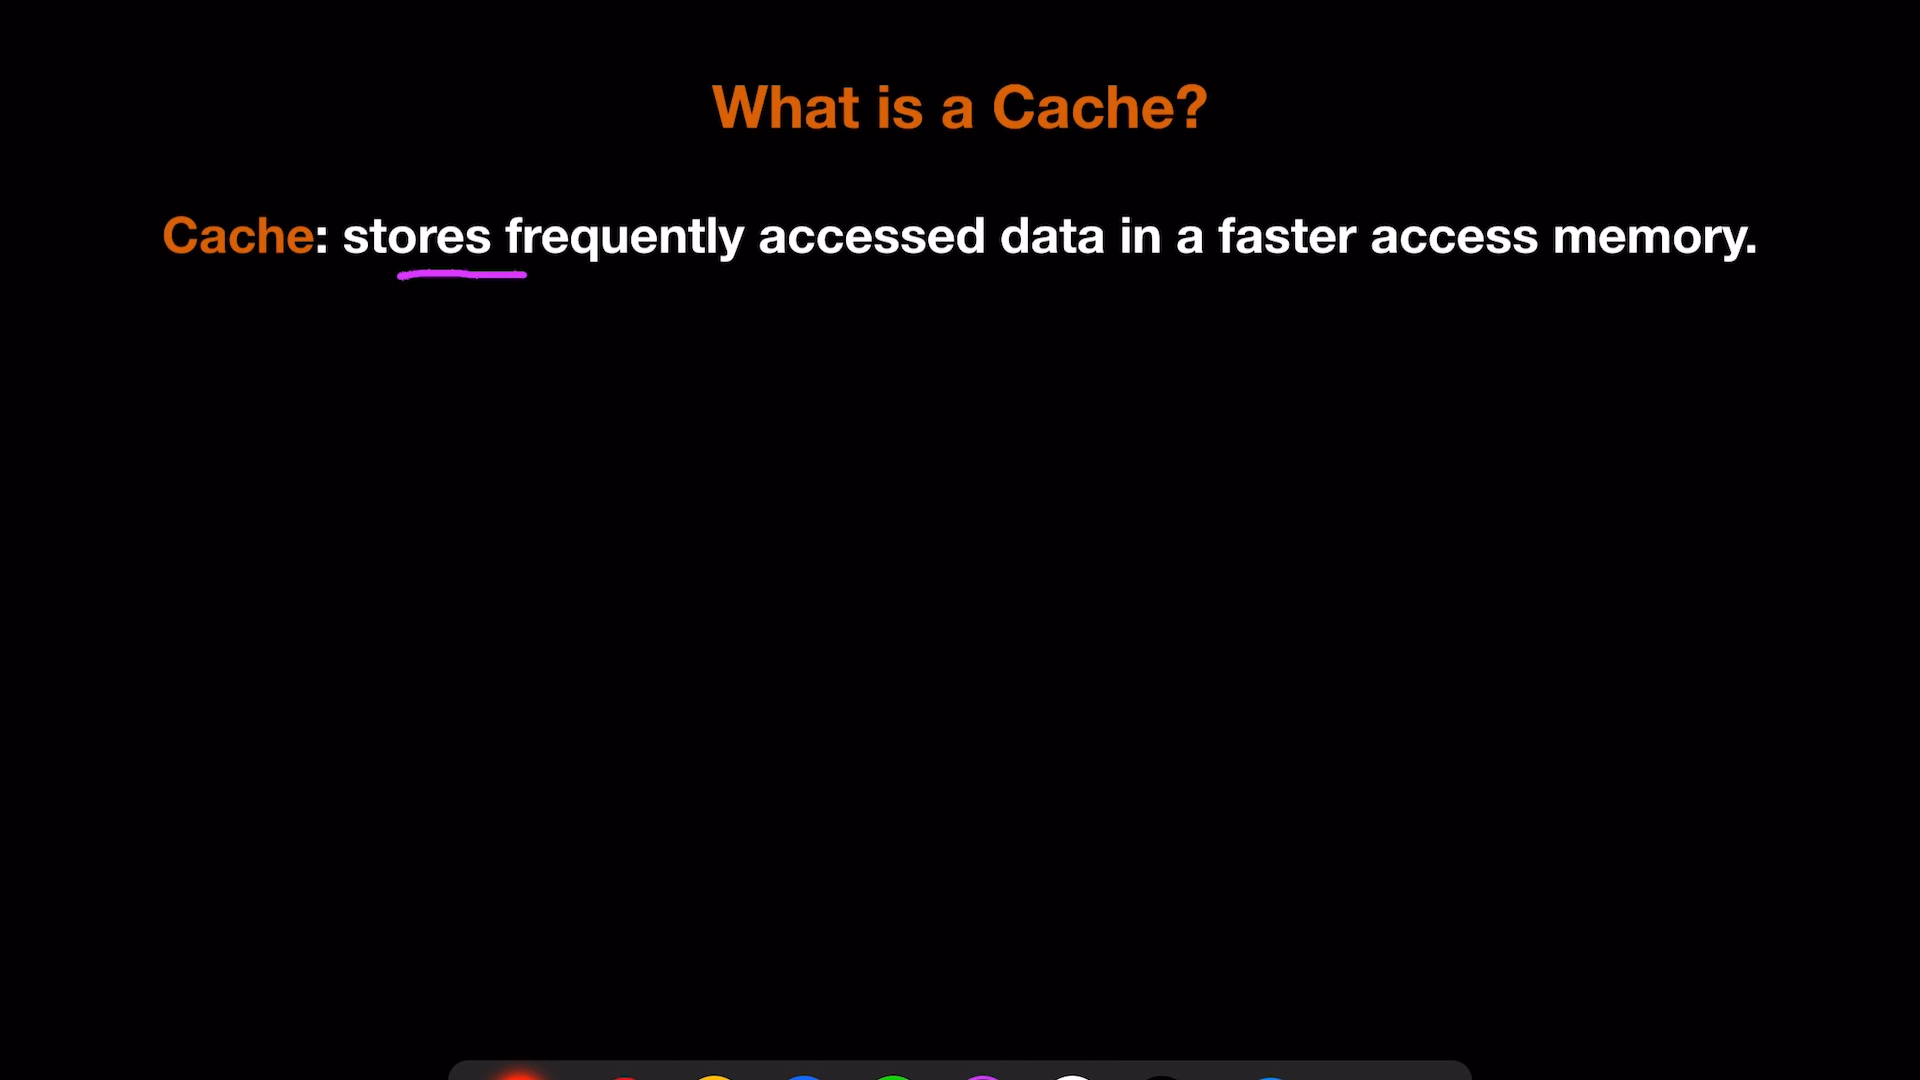 What is a Cache?
Cache: stores frequently accessed data in a faster access memory.